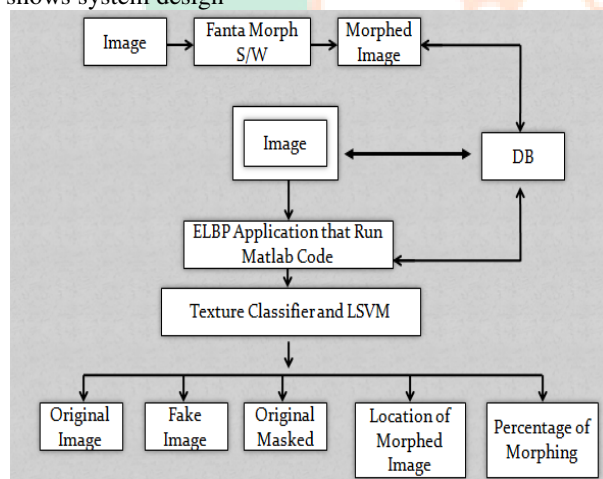 shows system design
Image
Fanta Morph
S/W
Morphed
Image
Image
DB
ELBP Application that Run
Matlab Code
Texture Classifier and LSVM
Original
Image
Fake
Image
Original
Masked
Location of
Morphed
Image
Percentage of
Morphing